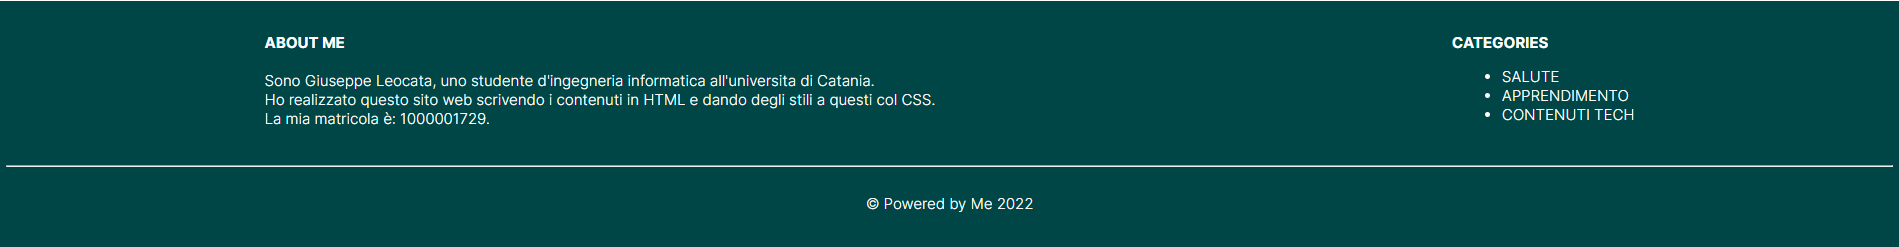 ABOUT ME
Sono Giuseppe Leocata, uno studente d'ingegneria informatica all'universita di Catania.
Ho realizzato questo sito web scrivendo i contenuti in HTML e dando degli stili a questi col CSS.
La mia matricola è: 1000001729.
CATEGORIES
• SALUTE
• APPRENDIMENTO
• CONTENUTI TECH
© Powered by Me 2022